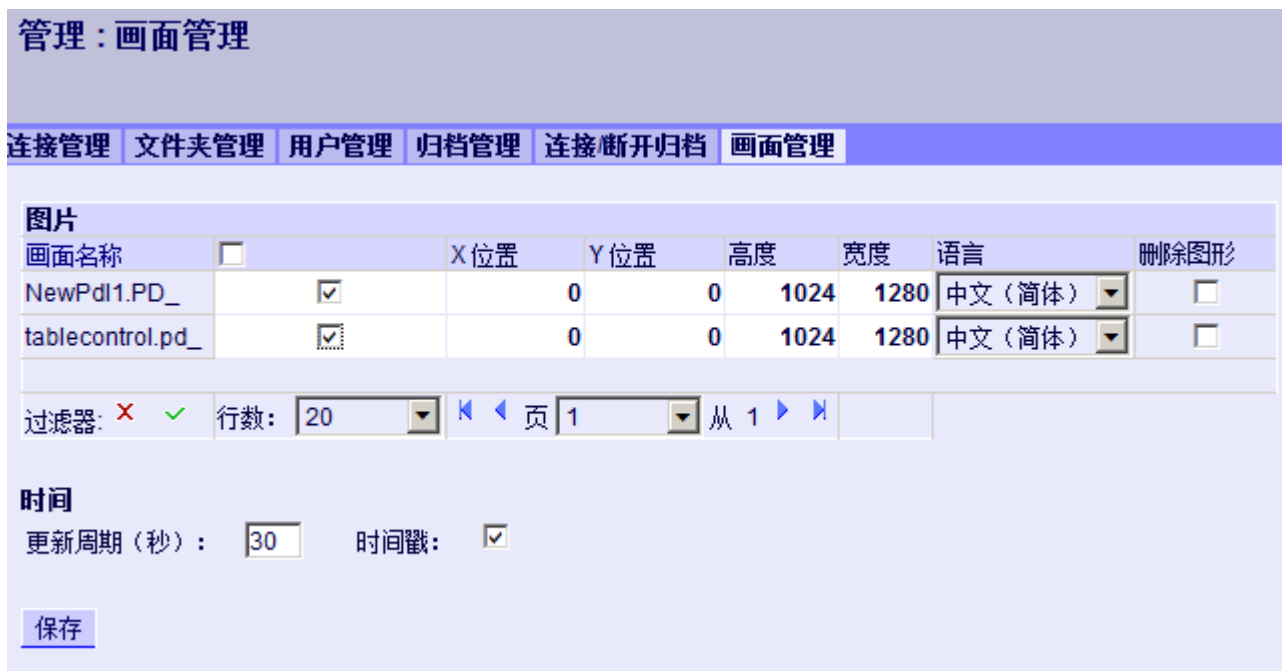 管理 : 画面管理
连接管理 文件夹管理 用户管理 归档管理 连接/断开归档 画面管理
图片
画面名称 X 位置 Y 位置 高度 宽度 语言 删除图形
NewPdl1.PD_ 0 0 1024 1280 中文（简体）
tablecontrol.pd_ 0 0 1024 1280 中文（简体）
过滤器: 行数： 20 页 1 从 1
时间
更新周期（秒）： 30 时间戳：
保存